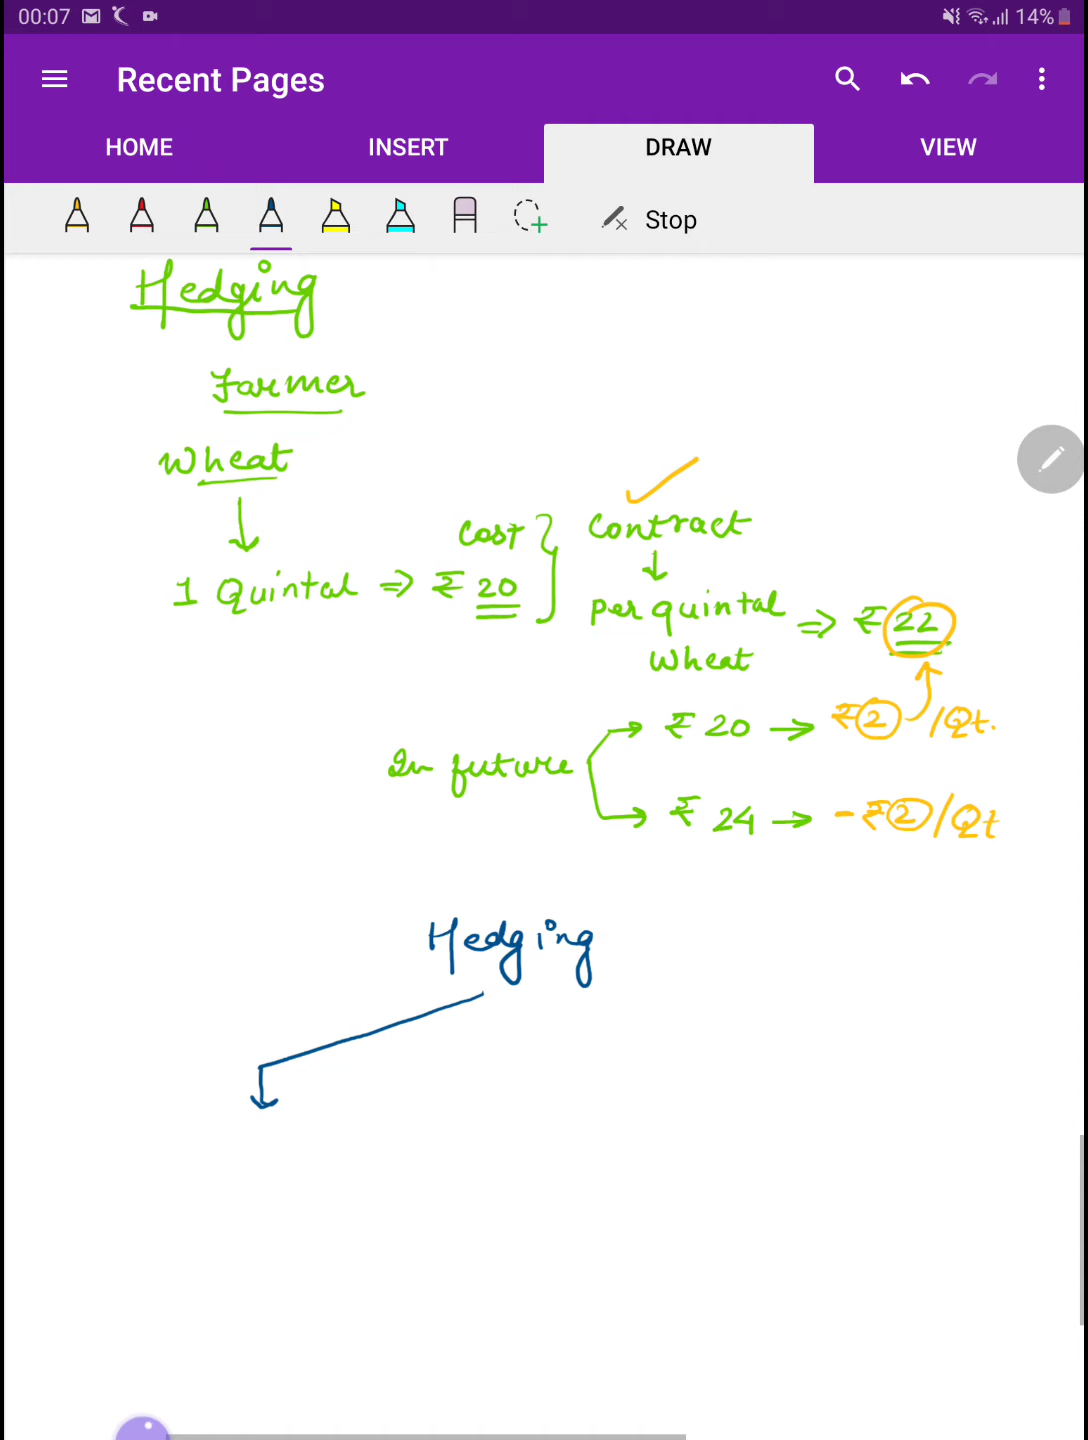 00:07 14%
Recent Pages
HOME INSERT DRAW VIEW
Stop
Hedging
Farmer
Wheat
Cost } Contract
1 Quintal ⇒ ₹ 20
per quintal ⇒ ₹ 22
Wheat
₹ 20 → ₹ 2 /Qt.
In future
₹ 24 → - ₹ 2 /Qt
Hedging